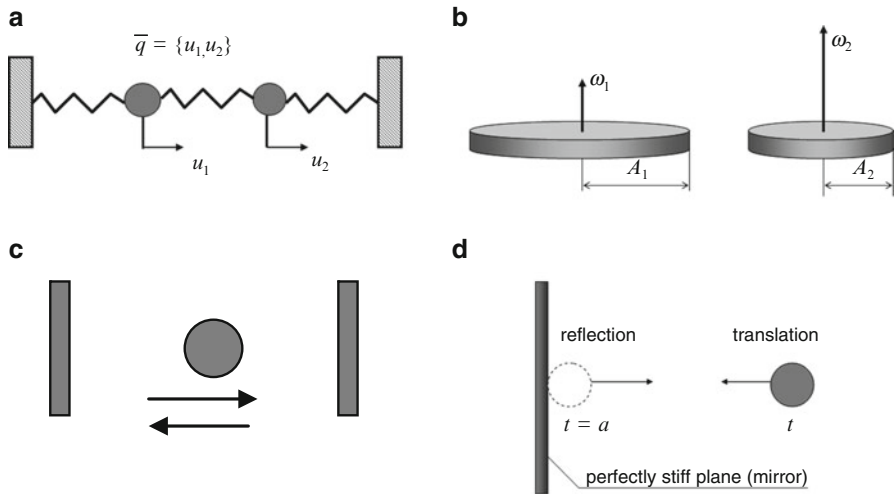 a
q̅ = {u₁,u₂}
u₁
u₂
b
ω₁
ω₂
A₁
A₂
c
d
reflection
translation
t = a
t
perfectly stiff plane (mirror)